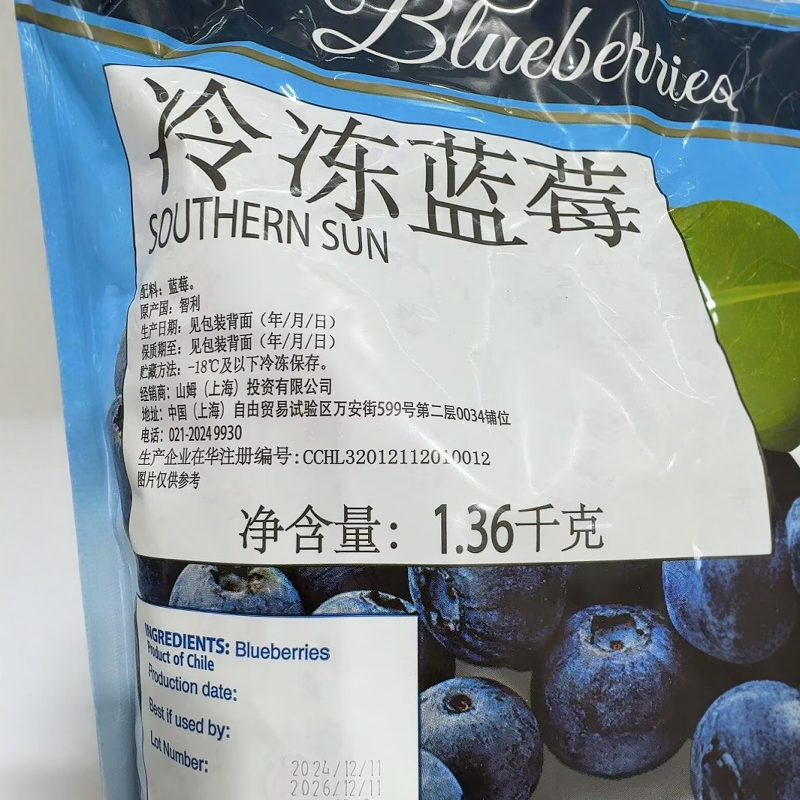 Blueberries
冷冻蓝莓
SOUTHERN SUN
配料：蓝莓。
原产国：智利
生产日期：见包装背面（年/月/日）
保质期至：见包装背面（年/月/日）
贮藏方法：-18℃及以下冷冻保存。
经销商：山姆（上海）投资有限公司
地址：中国（上海）自由贸易试验区万安街599号第二层0034铺位
电话：021-2024 9930
生产企业在华注册编号:CCHL32012112010012
图片仅供参考
净含量：1.36千克
INGREDIENTS: Blueberries
Product of Chile
Production date:
Best if used by:
Lot Number:
2024/12/11
2026/12/11